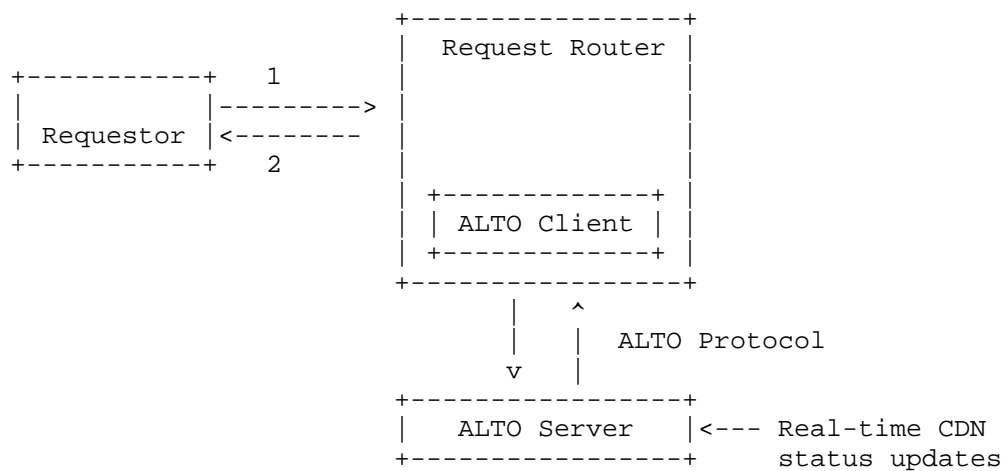 Request Router
1
Requestor
2
ALTO Client
ALTO Protocol
ALTO Server
Real-time CDN
status updates